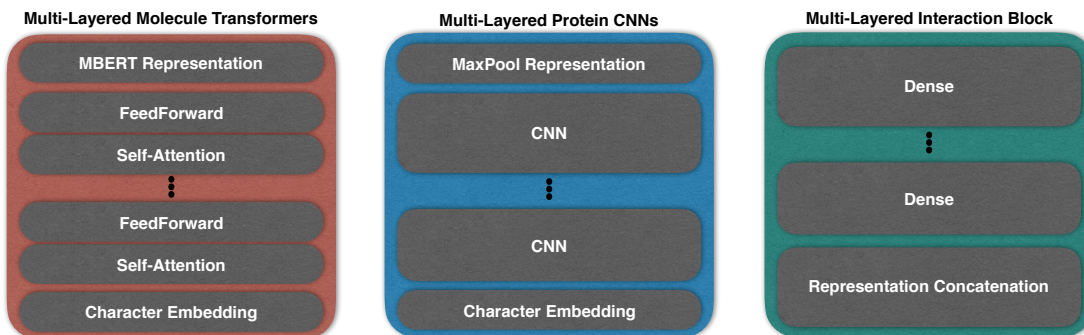 Multi-Layered Molecule Transformers
MBERT Representation
FeedForward
Self-Attention
FeedForward
Self-Attention
Character Embedding
Multi-Layered Protein CNNs
MaxPool Representation
CNN
CNN
Character Embedding
Multi-Layered Interaction Block
Dense
Dense
Representation Concatenation